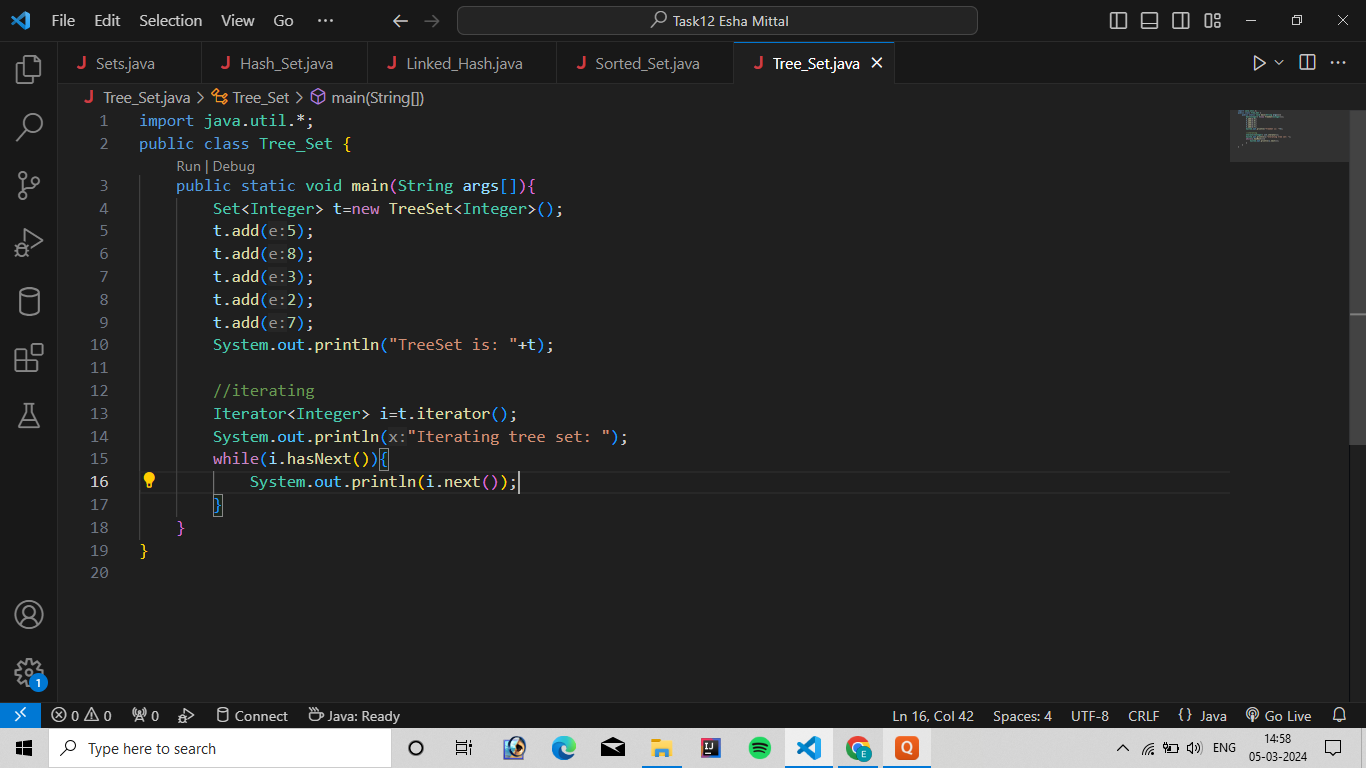 File Edit Selection View Go ··· Task12 Esha Mittal
Sets.java Hash_Set.java Linked_Hash.java Sorted_Set.java Tree_Set.java
Tree_Set.java > Tree_Set > main(String[])
1 import java.util.*;
2 public class Tree_Set {
Run | Debug
3 public static void main(String args[]){
4 Set<Integer> t=new TreeSet<Integer>();
5 t.add(e:5);
6 t.add(e:8);
7 t.add(e:3);
8 t.add(e:2);
9 t.add(e:7);
10 System.out.println("TreeSet is: "+t);
11
12 //iterating
13 Iterator<Integer> i=t.iterator();
14 System.out.println(x:"Iterating tree set: ");
15 while(i.hasNext()){
16 System.out.println(i.next());
17 }
18 }
19 }
20
1
0 0 0 Connect Java: Ready Ln 16, Col 42 Spaces: 4 UTF-8 CRLF {} Java Go Live
Type here to search ENG 14:58
05-03-2024